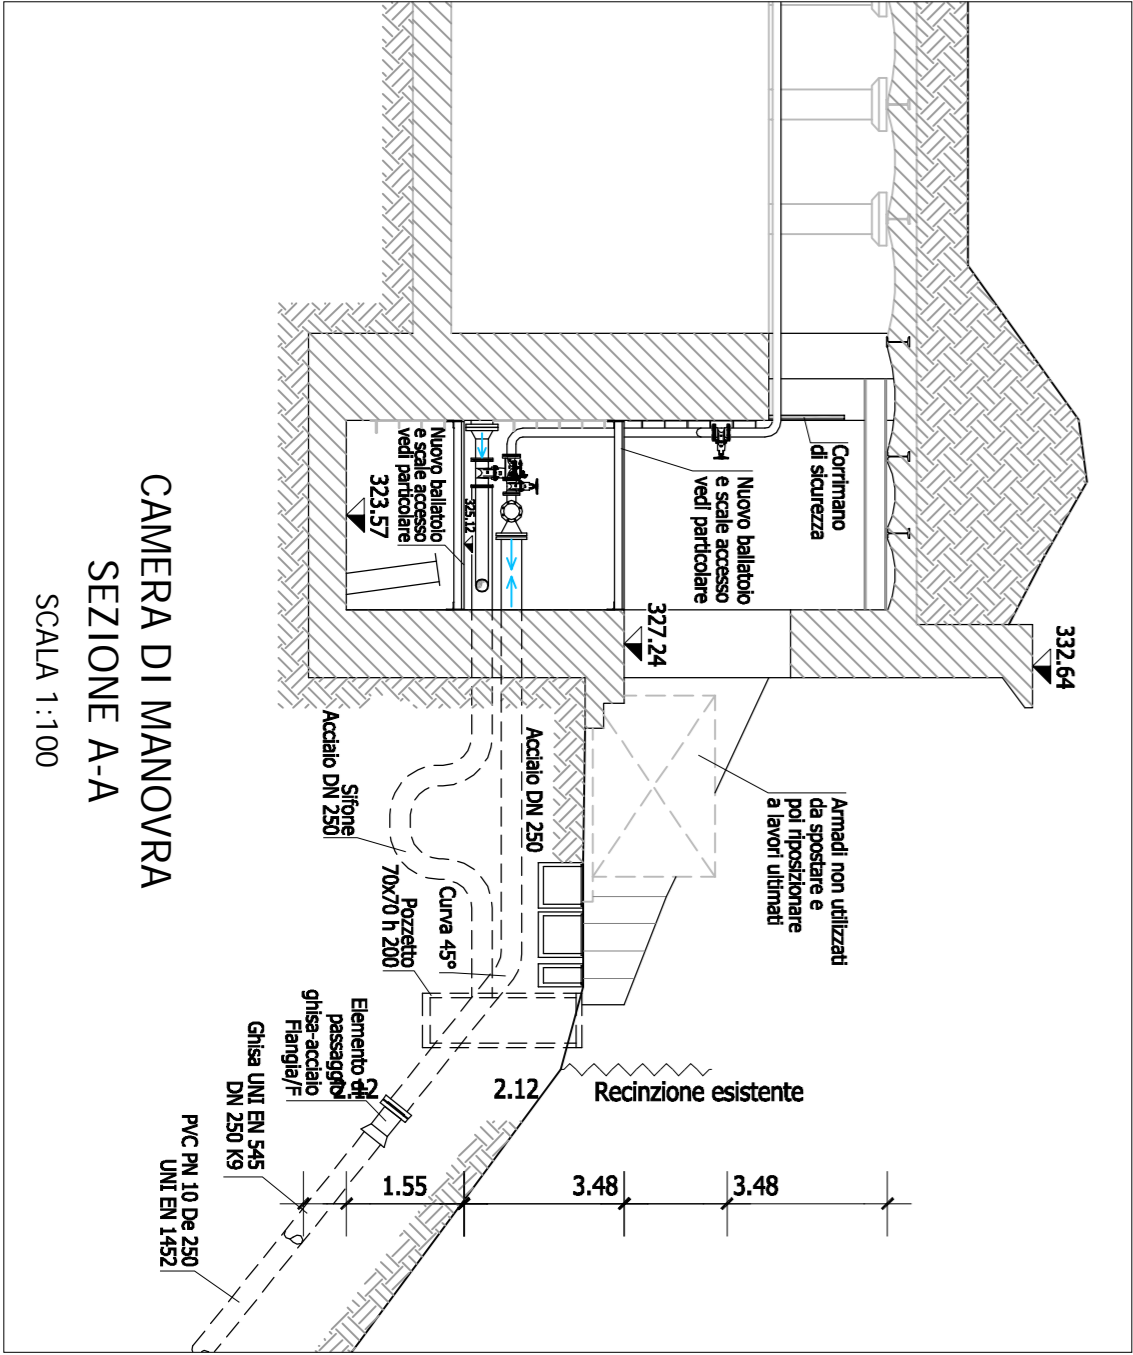 332.64
Corrimano
di sicurezza
Nuovo ballatoio
e scale accesso
vedi particolare
327.24
Armadi non utilizzati
da spostare e
poi riposizionare
a lavori ultimati
Nuovo ballatoio
e scale accesso
vedi particolare
325.12
323.57
Acciaio DN 250
Sifone
Acciaio DN 250
Curva 45°
Pozzetto
70x70 h 200
Elemento
passaggio
ghisa-acciaio
Flangia/F
Ghisa UNI EN 545
DN 250 K9
PVC PN 10 De 250
UNI EN 1452
Recinzione esistente
2.12
2.12
1.55
3.48
3.48
CAMERA DI MANOVRA
SEZIONE A-A
SCALA 1:100